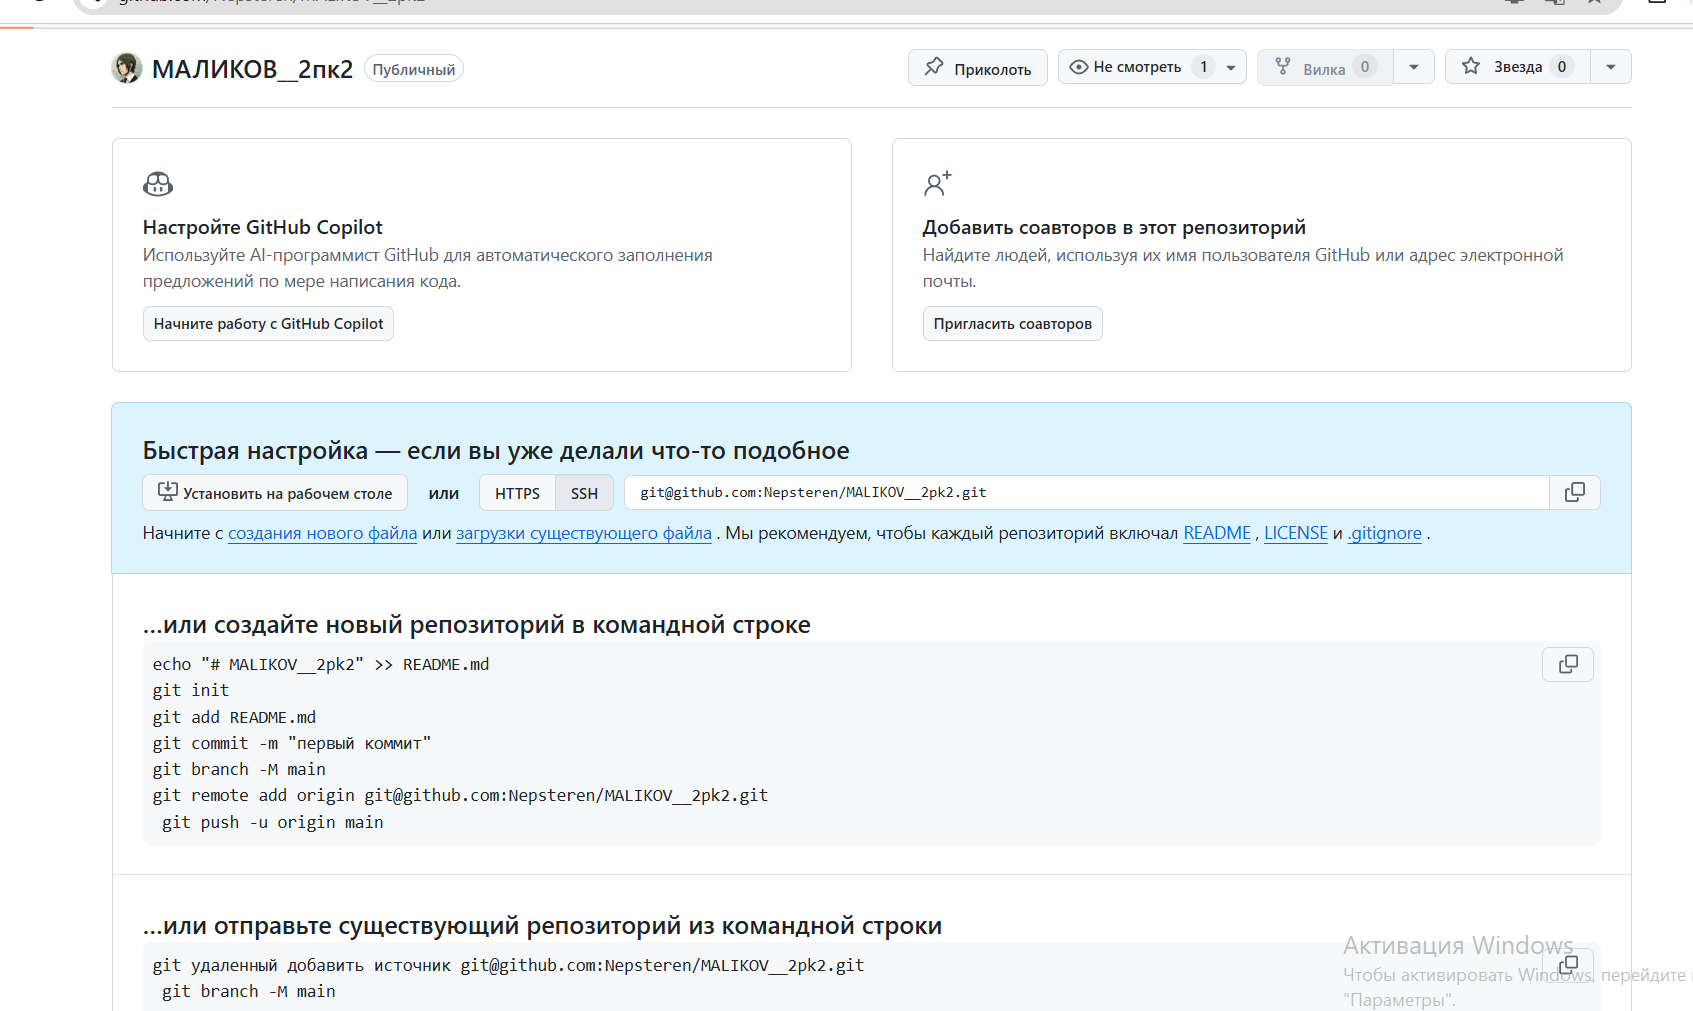 МАЛИКОВ__2пк2 Публичный Приколоть Не смотреть 1 Вилка 0 Звезда 0
Настройте GitHub Copilot
Используйте AI-программист GitHub для автоматического заполнения
предложений по мере написания кода.
Начните работу с GitHub Copilot
Добавить соавторов в этот репозиторий
Найдите людей, используя их имя пользователя GitHub или адрес электронной
почты.
Пригласить соавторов
Быстрая настройка — если вы уже делали что-то подобное
Установить на рабочем столе или HTTPS SSH git@github.com:Nepsteren/MALIKOV__2pk2.git
Начните с создания нового файла или загрузки существующего файла . Мы рекомендуем, чтобы каждый репозиторий включал README , LICENSE и .gitignore .
...или создайте новый репозиторий в командной строке
echo "# MALIKOV__2pk2" >> README.md
git init
git add README.md
git commit -m "первый коммит"
git branch -M main
git remote add origin git@github.com:Nepsteren/MALIKOV__2pk2.git
git push -u origin main
...или отправьте существующий репозиторий из командной строки
git удаленный добавить источник git@github.com:Nepsteren/MALIKOV__2pk2.git
git branch -M main
Активация Windows
Чтобы активировать Windows, перейдите
"Параметры".